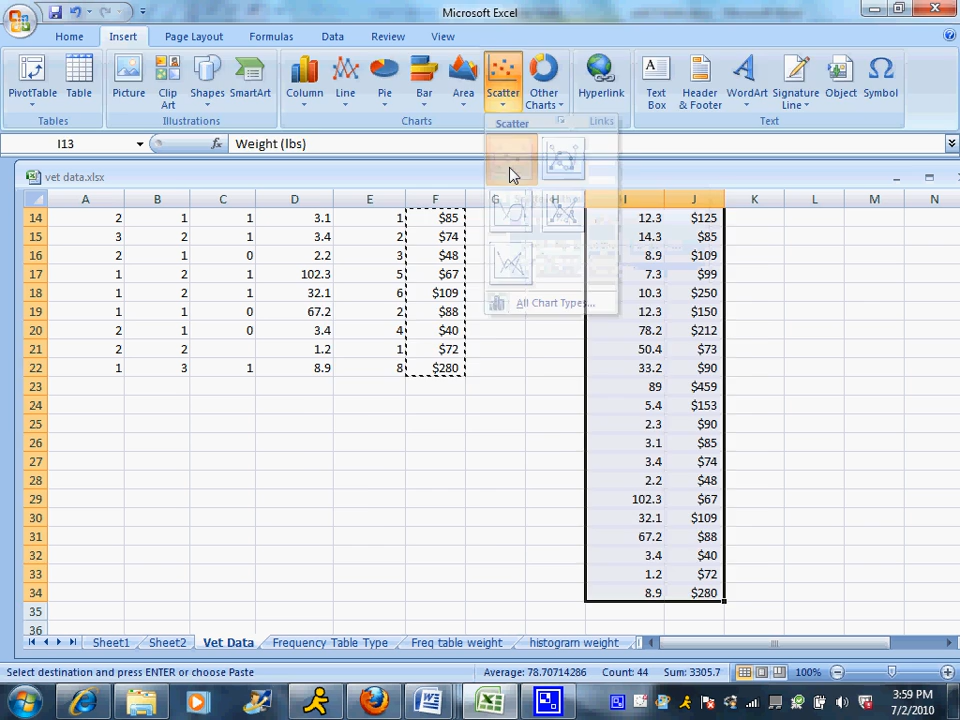 Microsoft Excel
Home Insert Page Layout Formulas Data Review View
PivotTable Table Picture Clip Art Shapes SmartArt Column Line Pie Bar Area Scatter Other Charts Hyperlink Text Box Header & Footer WordArt Signature Line Object Symbol
Tables Illustrations Charts Links Text
Scatter
I13 fx Weight (lbs)
vet data.xlsx
All Chart Types...
A B C D E F G H I J K L M N
14 2 1 1 3.1 1 $85 12.3 $125
15 3 2 1 3.4 2 $74 14.3 $85
16 2 1 0 2.2 3 $48 8.9 $109
17 1 2 1 102.3 5 $67 7.3 $99
18 1 2 1 32.1 6 $109 10.3 $250
19 1 1 0 67.2 2 $88 12.3 $150
20 2 1 0 3.4 4 $40 78.2 $212
21 2 2 1.2 1 $72 50.4 $73
22 1 3 1 8.9 8 $280 33.2 $90
23 89 $459
24 5.4 $153
25 2.3 $90
26 3.1 $85
27 3.4 $74
28 2.2 $48
29 102.3 $67
30 32.1 $109
31 67.2 $88
32 3.4 $40
33 1.2 $72
34 8.9 $280
35
36
Sheet1 Sheet2 Vet Data Frequency Table Type Freq table weight histogram weight
Select destination and press ENTER or choose Paste Average: 78.70714286 Count: 44 Sum: 3305.7 100%
3:59 PM
7/2/2010